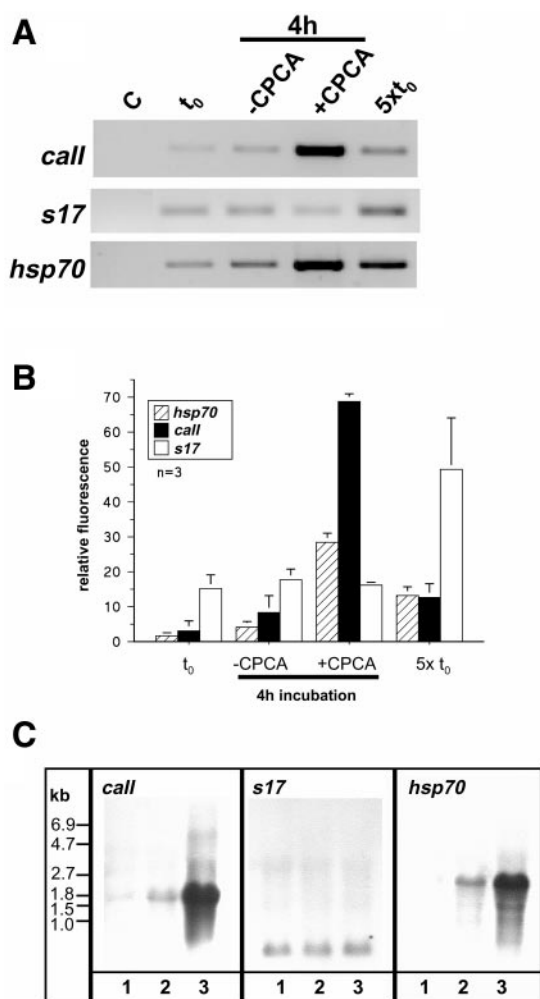 A
4h
C t0 -CPCA +CPCA 5xt0
call
s17
hsp70
B
relative fluorescence
70
60
50
40
30
20
10
0
hsp70
call
s17
n=3
t0 -CPCA +CPCA 5x t0
4h incubation
C
kb call s17 hsp70
6.9
4.7
2.7
1.8
1.5
1.0
1 2 3 1 2 3 1 2 3